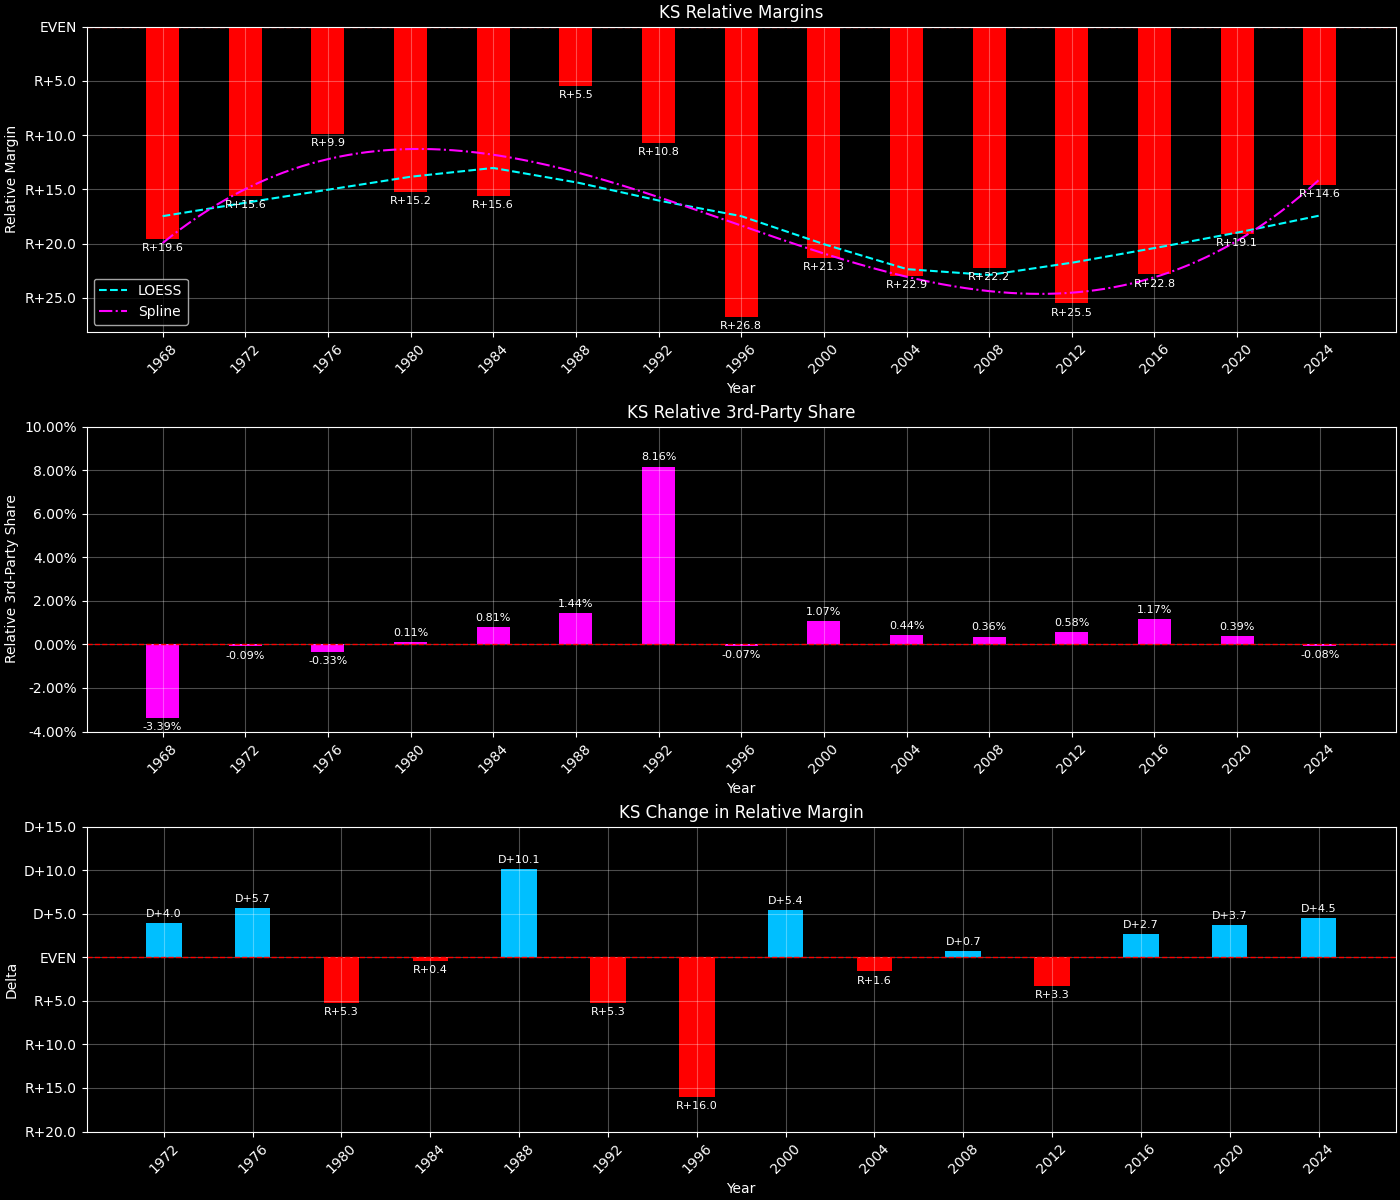 KS Relative Margins
EVEN
R+5.0
R+10.0
R+15.0
R+20.0
R+25.0
Relative Margin
R+19.6
R+15.6
R+9.9
R+15.2
R+15.6
R+5.5
R+10.8
R+26.8
R+21.3
R+22.9
R+22.2
R+25.5
R+22.8
R+19.1
R+14.6
LOESS
Spline
1968 1972 1976 1980 1984 1988 1992 1996 2000 2004 2008 2012 2016 2020 2024
Year
KS Relative 3rd-Party Share
10.00%
8.00%
6.00%
4.00%
2.00%
0.00%
-2.00%
-4.00%
Relative 3rd-Party Share
-3.39%
-0.09%
-0.33%
0.11%
0.81%
1.44%
8.16%
-0.07%
1.07%
0.44%
0.36%
0.58%
1.17%
0.39%
-0.08%
1968 1972 1976 1980 1984 1988 1992 1996 2000 2004 2008 2012 2016 2020 2024
Year
KS Change in Relative Margin
D+15.0
D+10.0
D+5.0
EVEN
R+5.0
R+10.0
R+15.0
R+20.0
Delta
D+4.0
D+5.7
R+5.3
R+0.4
D+10.1
R+5.3
R+16.0
D+5.4
R+1.6
D+0.7
R+3.3
D+2.7
D+3.7
D+4.5
1972 1976 1980 1984 1988 1992 1996 2000 2004 2008 2012 2016 2020 2024
Year